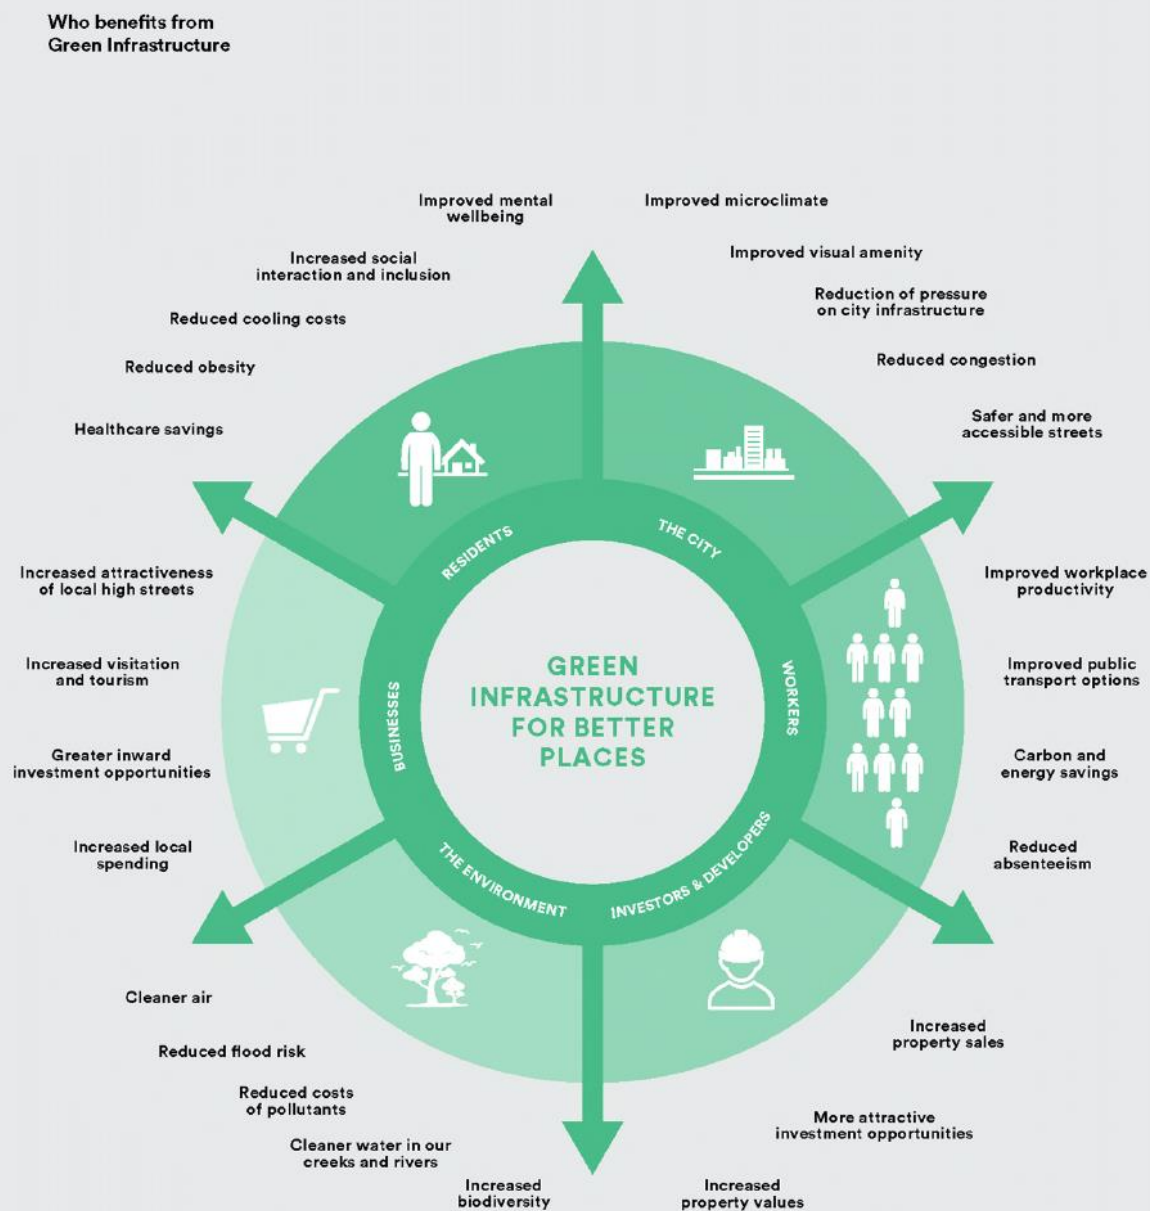 Who benefits from
Green Infrastructure
Improved mental
wellbeing
Increased social
interaction and inclusion
Reduced cooling costs
Reduced obesity
Healthcare savings
Improved microclimate
Improved visual amenity
Reduction of pressure
on city infrastructure
Reduced congestion
Safer and more
accessible streets
RESIDENTS
THE CITY
Increased attractiveness
of local high streets
Increased visitation
and tourism
Greater inward
investment opportunities
Increased local
spending
BUSINESSES
GREEN
INFRASTRUCTURE
FOR BETTER
PLACES
WORKERS
Improved workplace
productivity
Improved public
transport options
Carbon and
energy savings
Reduced
absenteeism
THE ENVIRONMENT
INVESTORS & DEVELOPERS
Cleaner air
Reduced flood risk
Reduced costs
of pollutants
Cleaner water in our
creeks and rivers
Increased
biodiversity
Increased
property sales
More attractive
investment opportunities
Increased
property values